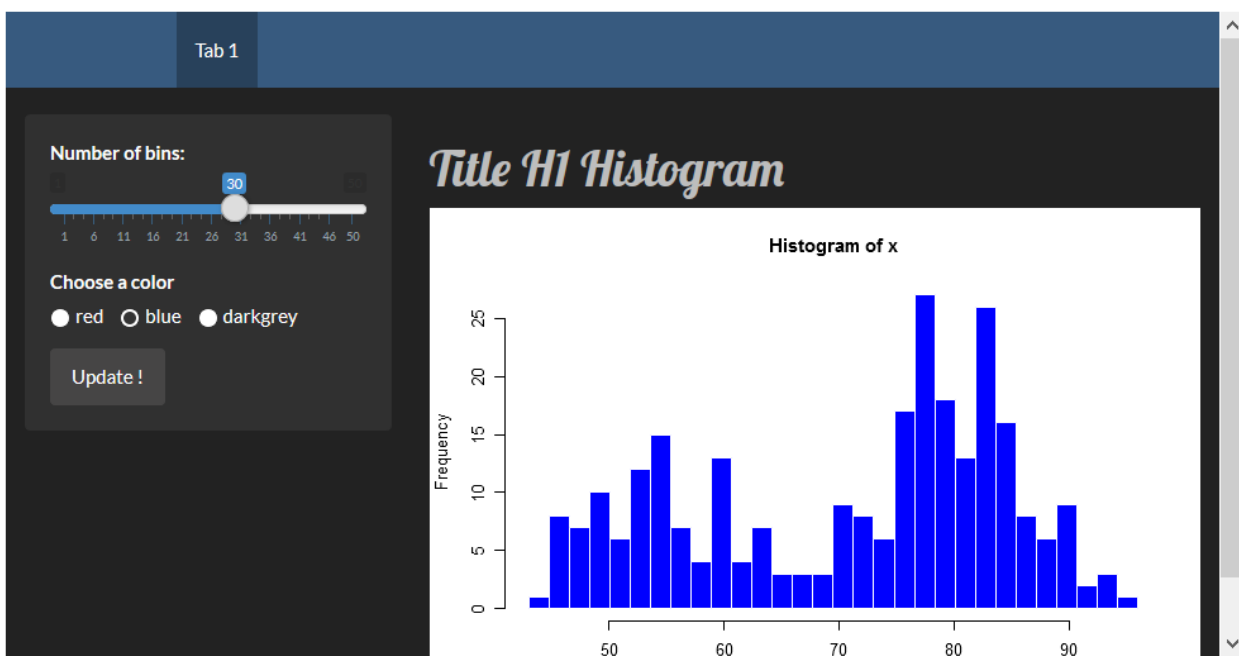 Tab 1
Number of bins:
30
1 6 11 16 21 26 31 36 41 46 50
Choose a color
red blue darkgrey
Update !
Title H1 Histogram
Histogram of x
Frequency
25
20
15
10
5
0
50 60 70 80 90